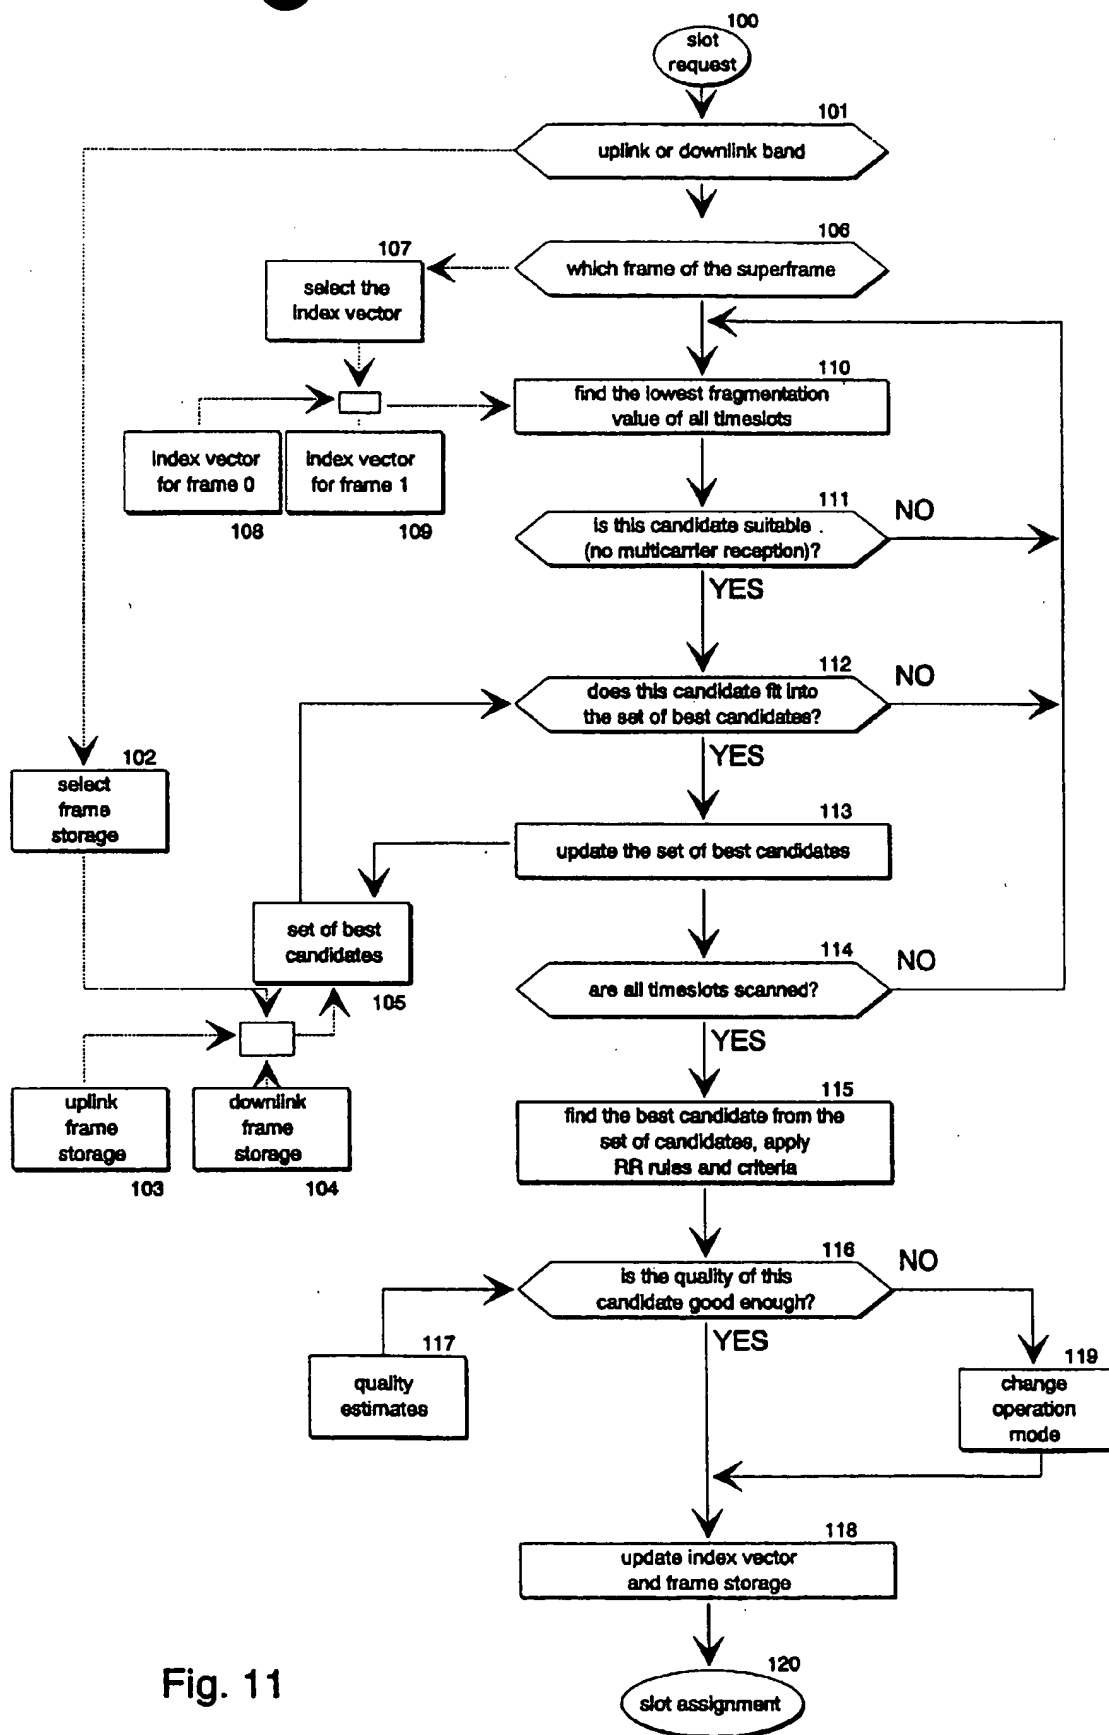 100
slot
request
101
uplink or downlink band
106
which frame of the superframe
107
select the
index vector
110
find the lowest fragmentation
value of all timeslots
index vector
for frame 0
108
index vector
for frame 1
109
111
is this candidate suitable
(no multicarrier reception)?
NO
YES
112
does this candidate fit into
the set of best candidates?
NO
YES
102
select
frame
storage
113
update the set of best candidates
set of best
candidates
105
114
are all timeslots scanned?
NO
YES
uplink
frame
storage
103
downlink
frame
storage
104
115
find the best candidate from the
set of candidates, apply
RR rules and criteria
116
is the quality of this
candidate good enough?
NO
YES
117
quality
estimates
119
change
operation
mode
118
update index vector
and frame storage
120
slot assignment
Fig. 11